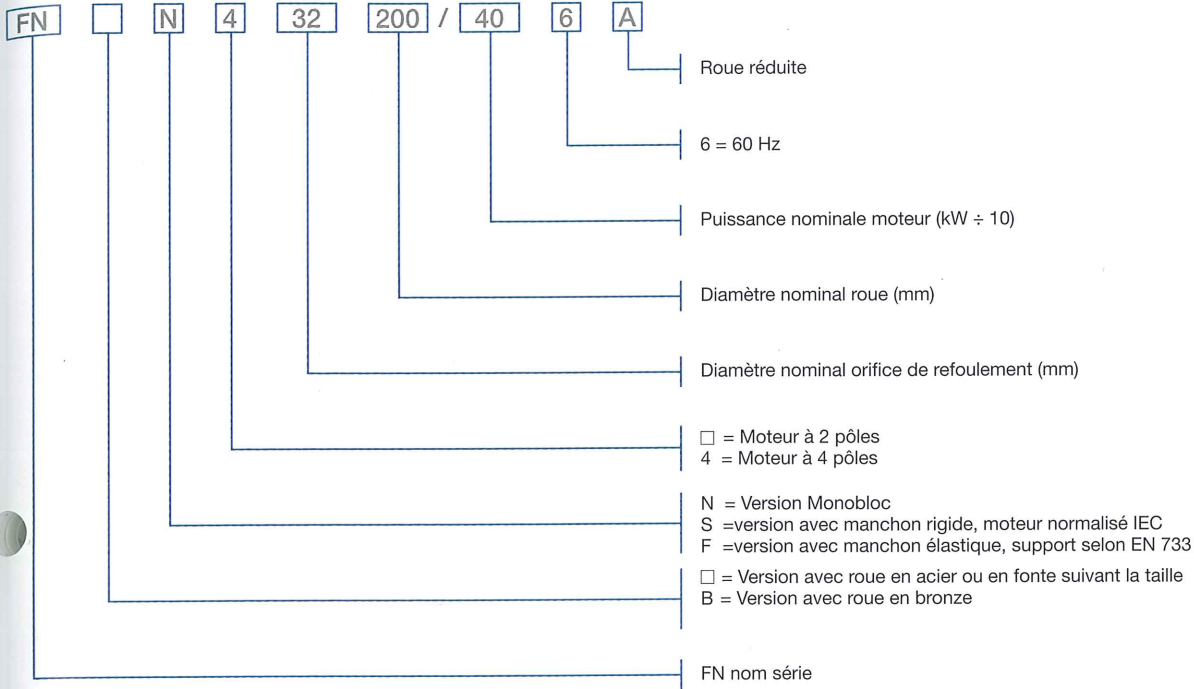 FN □ N 4 32 200 / 40 6 A
Roue réduite
6 = 60 Hz
Puissance nominale moteur (kW ÷ 10)
Diamètre nominal roue (mm)
Diamètre nominal orifice de refoulement (mm)
□ = Moteur à 2 pôles
4 = Moteur à 4 pôles
N = Version Monobloc
S =version avec manchon rigide, moteur normalisé IEC
F =version avec manchon élastique, support selon EN 733
□ = Version avec roue en acier ou en fonte suivant la taille
B = Version avec roue en bronze
FN nom série